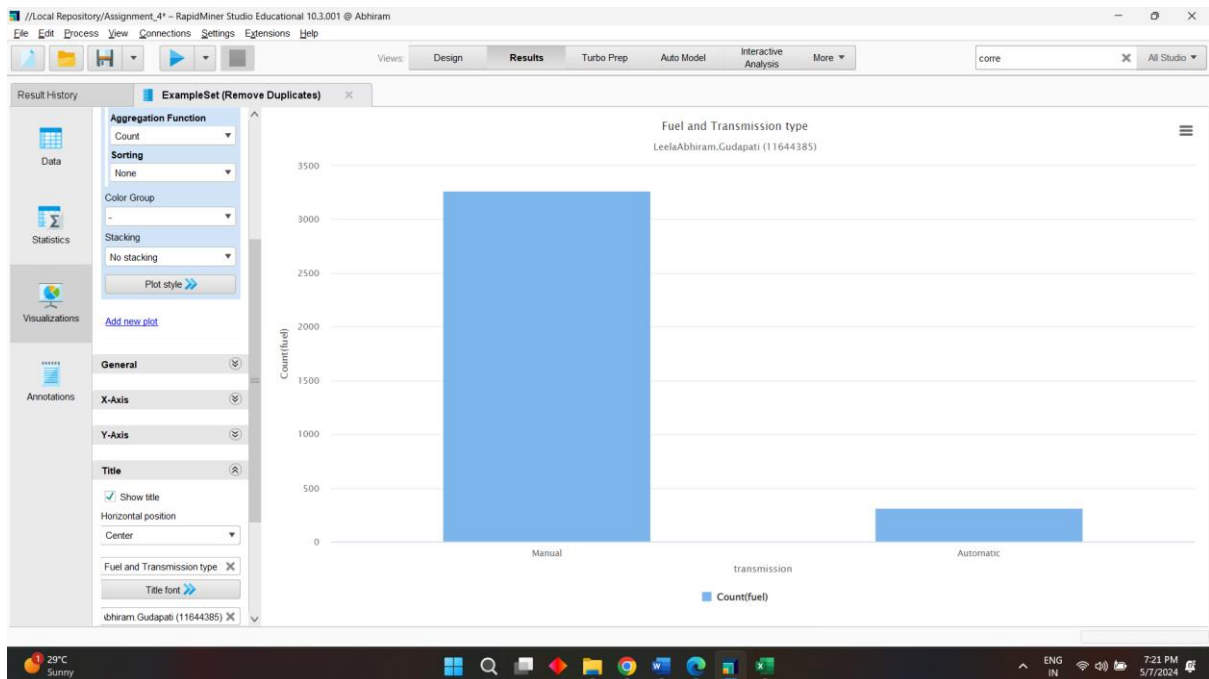 //Local Repository/Assignment_4* – RapidMiner Studio Educational 10.3.001 @ Abhiram
File Edit Process View Connections Settings Extensions Help
Views: Design Results Turbo Prep Auto Model Interactive Analysis More
corre
All Studio
Result History
ExampleSet (Remove Duplicates)
Data
Statistics
Visualizations
Annotations
Aggregation Function
Count
Sorting
None
Color Group
-
Stacking
No stacking
Plot style
Add new plot
General
X-Axis
Y-Axis
Title
Show title
Horizontal position
Center
Fuel and Transmission type
Title font
Abhiram.Gudapati (11644385)
Fuel and Transmission type
LeelaAbhiram.Gudapati (11644385)
Count(fuel)
3500
3000
2500
2000
1500
1000
500
0
Manual
Automatic
transmission
Count(fuel)
1
29°C
Sunny
ENG
IN
7:21 PM
5/7/2024